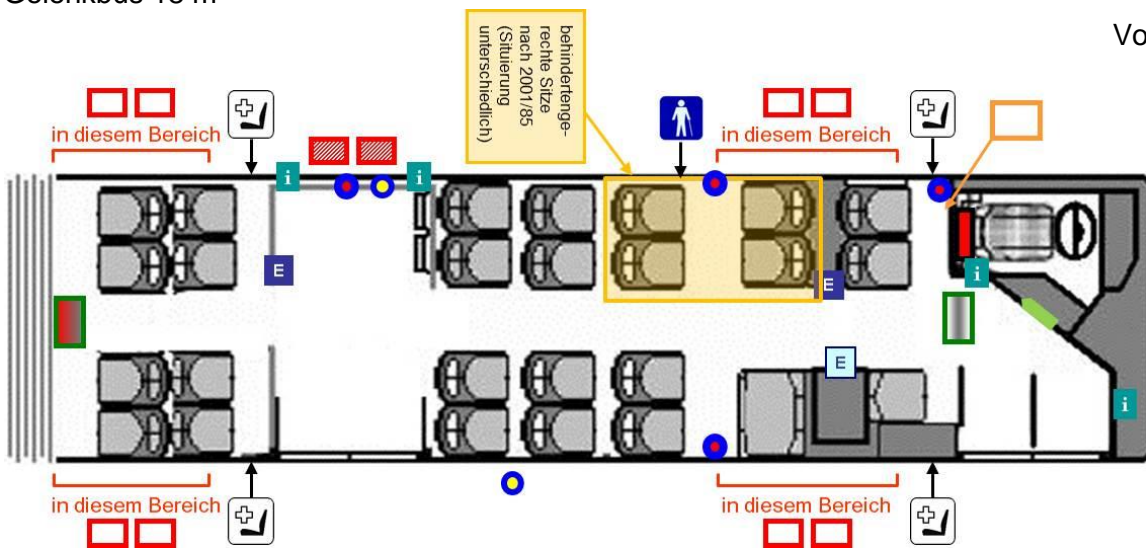 Gelenkbus 18 m
Vo
behindertenge-
rechte Sitze
nach 2001/85
(Situierung
unterschiedlich)
in diesem Bereich
in diesem Bereich
i
i
E
E
i
E
i
in diesem Bereich
in diesem Bereich